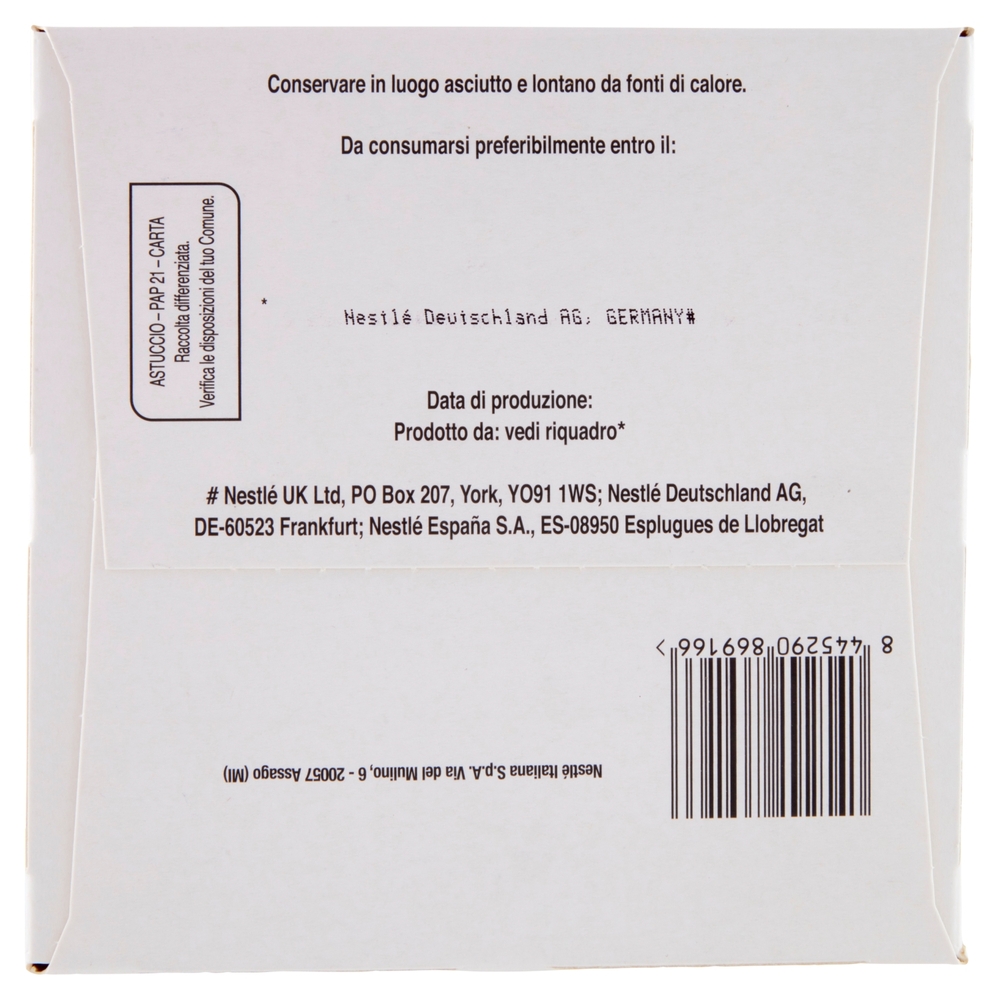 Conservare in luogo asciutto e lontano da fonti di calore.
Da consumarsi preferibilmente entro il:
ASTUCCIO – PAP 21 – CARTA
Raccolta differenziata.
Verifica le disposizioni del tuo Comune.
*
Nestlé Deutschland AG, GERMANY#
Data di produzione:
Prodotto da: vedi riquadro*
# Nestlé UK Ltd, PO Box 207, York, YO91 1WS; Nestlé Deutschland AG,
DE-60523 Frankfurt; Nestlé España S.A., ES-08950 Esplugues de Llobregat
8 445290 869166 >
Nestlé Italiana S.p.A. Via del Mulino, 6 - 20057 Assago (MI)